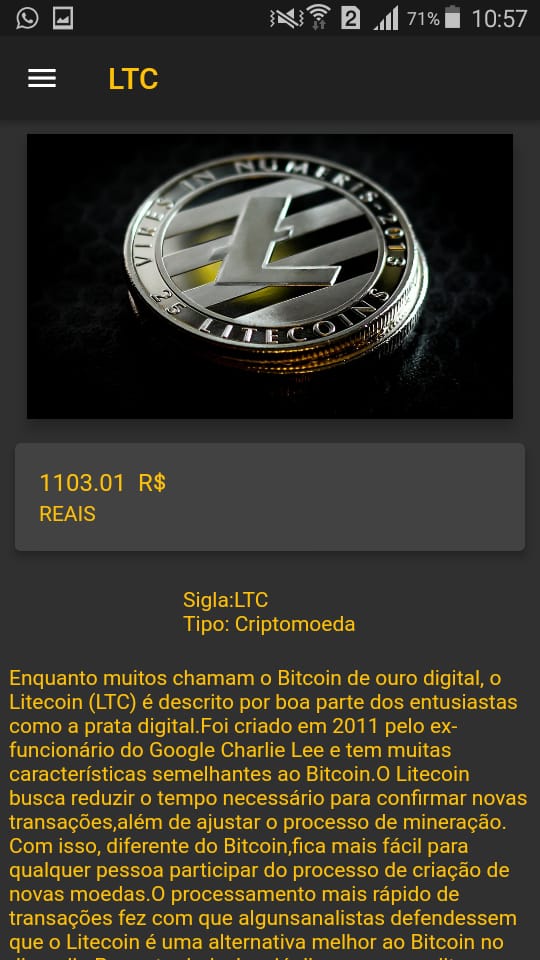 2 71% 10:57
LTC
VIRES IN NUMERIS·2013
25 LITECOINS
1103.01 R$
REAIS
Sigla:LTC
Tipo: Criptomoeda
Enquanto muitos chamam o Bitcoin de ouro digital, o
Litecoin (LTC) é descrito por boa parte dos entusiastas
como a prata digital.Foi criado em 2011 pelo ex-
funcionário do Google Charlie Lee e tem muitas
características semelhantes ao Bitcoin.O Litecoin
busca reduzir o tempo necessário para confirmar novas
transações,além de ajustar o processo de mineração.
Com isso, diferente do Bitcoin,fica mais fácil para
qualquer pessoa participar do processo de criação de
novas moedas.O processamento mais rápido de
transações fez com que algunsanalistas defendessem
que o Litecoin é uma alternativa melhor ao Bitcoin no